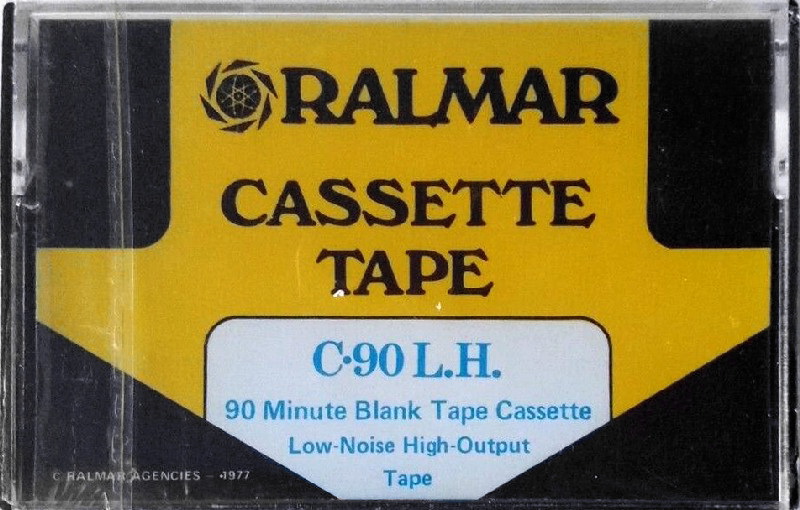 RALMAR
CASSETTE
TAPE
C·90 L.H.
90 Minute Blank Tape Cassette
Low-Noise High-Output
Tape
© RALMAR AGENCIES – 1977